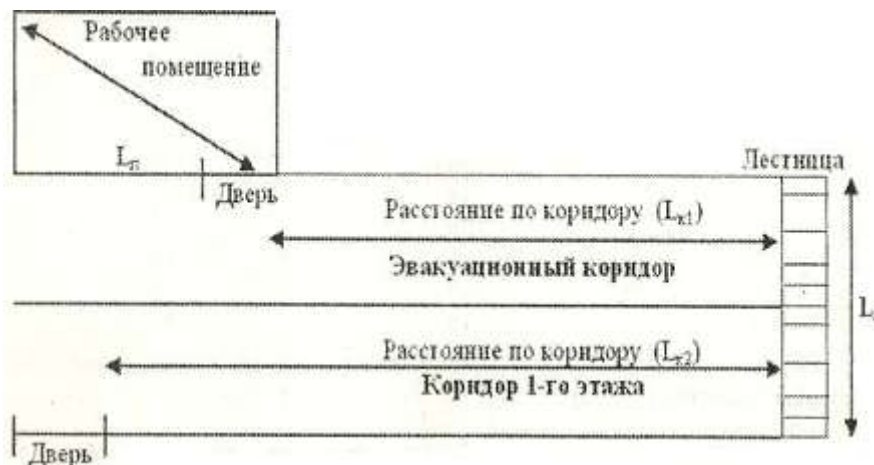 Рабочее
помещение
Lп
Дверь
Лестница
Расстояние по коридору (Lк1)
Эвакуационный коридор
Расстояние по коридору (Lк2)
Коридор 1-го этажа
Дверь